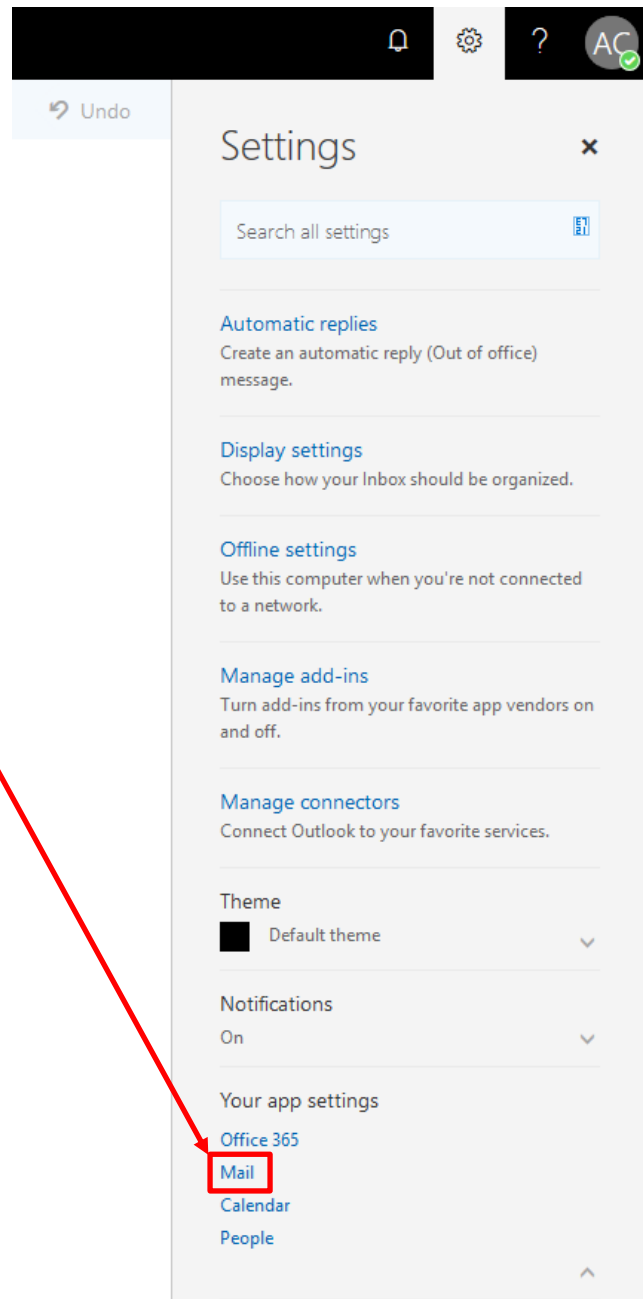 ?
AC
Undo
Settings
×
Search all settings
Automatic replies
Create an automatic reply (Out of office)
message.
Display settings
Choose how your Inbox should be organized.
Offline settings
Use this computer when you're not connected
to a network.
Manage add-ins
Turn add-ins from your favorite app vendors on
and off.
Manage connectors
Connect Outlook to your favorite services.
Theme
Default theme
Notifications
On
Your app settings
Office 365
Mail
Calendar
People